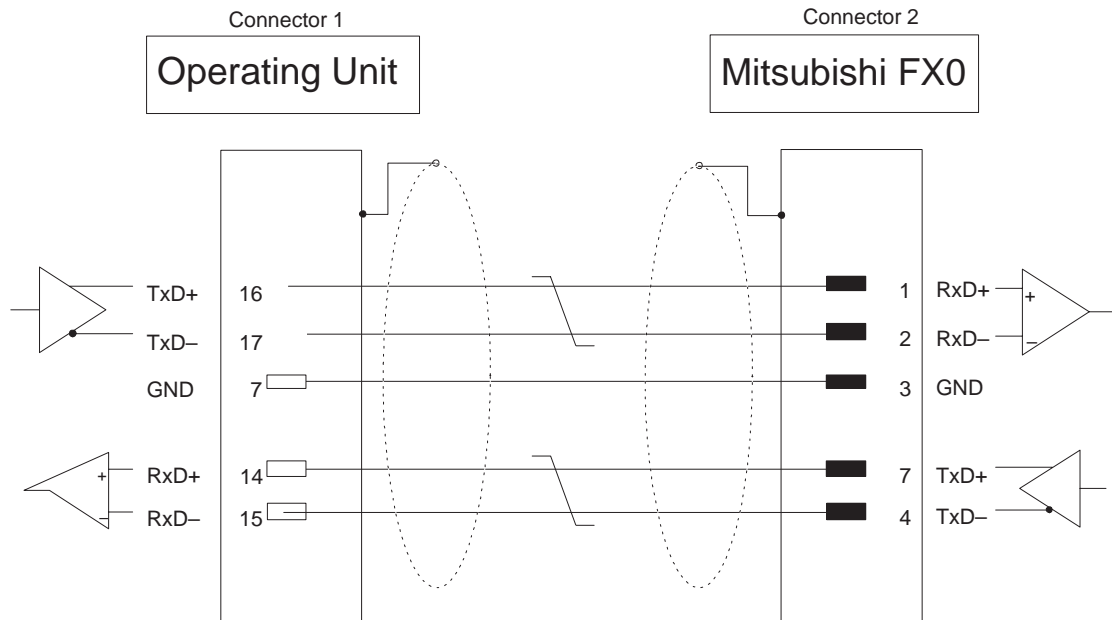 Connector 1 Connector 2
Operating Unit Mitsubishi FX0
TxD+ 16 1 RxD+ +
TxD– 17 2 RxD– –
GND 7 3 GND
+ RxD+ 14 7 TxD+
– RxD– 15 4 TxD–